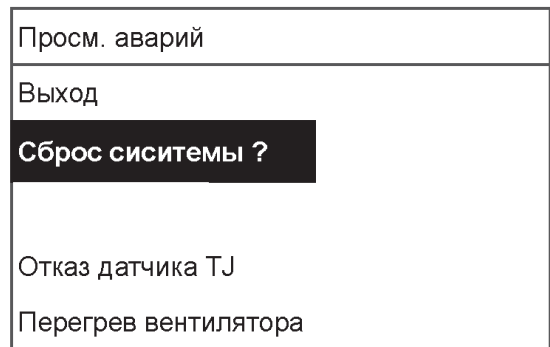 Просм. аварий
Выход
Сброс сиситемы ?
Отказ датчика TJ
Перегрев вентилятора